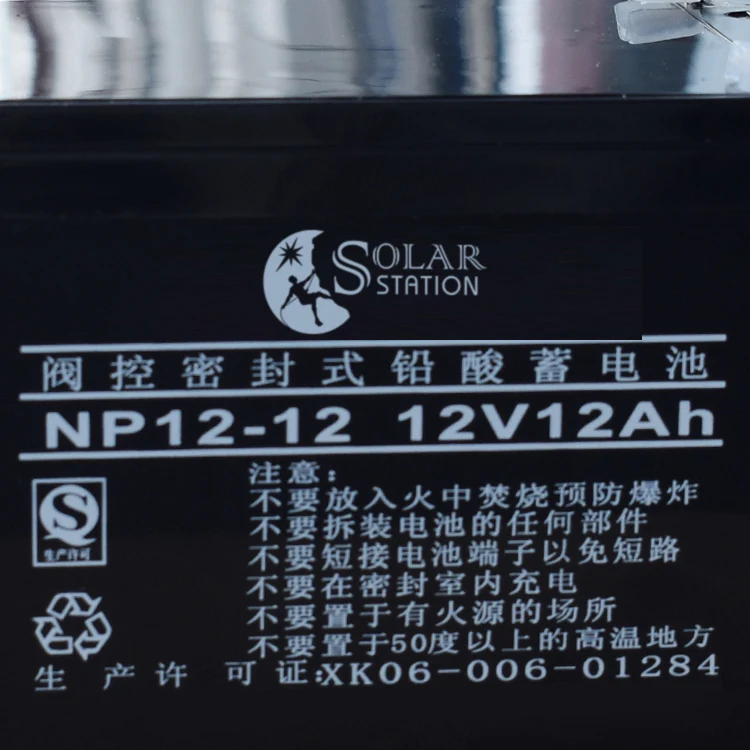 SOLAR
STATION
阀控密封式铅酸蓄电池
NP12-12 12V12Ah
注意:
不要放入火中焚烧预防爆炸
不要拆装电池的任何部件
不要短接电池端子以免短路
不要在密封室内充电
不要置于有火源的场所
不要置于50度以上的高温地方
生产许可
生产许可证:XK06-006-01284